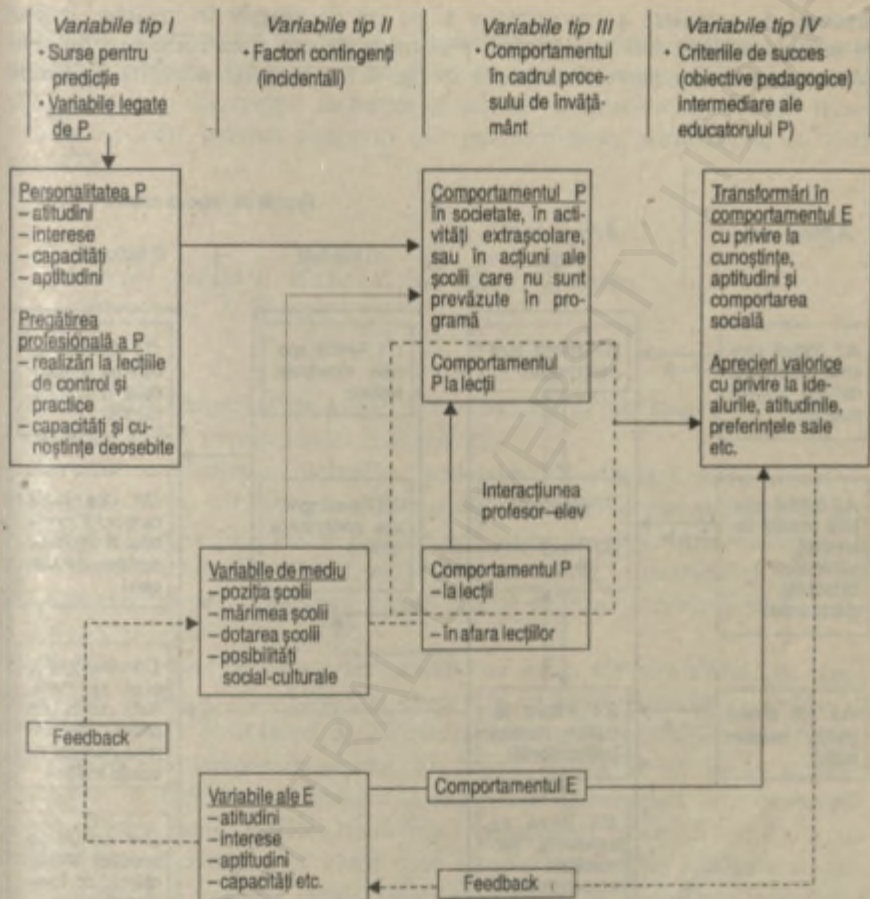 Variabile tip I
• Surse pentru
predicție
• Variabile legate
de P.
Variabile tip II
• Factori contingenți
(incidentali)
Variabile tip III
• Comportamentul
în cadrul proce-
sului de învăță-
mânt
Variabile tip IV
• Criteriile de succes
(obiective pedagogice)
intermediare ale
educatorului P)
Personalitatea P
– atitudini
– interese
– capacități
– aptitudini
Pregătirea
profesională a P
– realizări la lecțiile
de control și
practice
– capacități și cu-
noștințe deosebite
Comportamentul P
în societate, în acti-
vități extrașcolare,
sau în acțiuni ale
școlii care nu sunt
prevăzute în pro-
gramă
Comportamentul
P la lecții
Transformări în
comportamentul E
cu privire la
cunoștințe,
aptitudini și
comportarea
socială
Aprecieri valorice
cu privire la ide-
alurile, atitudinile,
preferințele sale
etc.
Interacțiunea
profesor–elev
Variabile de mediu
– poziția școlii
– mărimea școlii
– dotarea școlii
– posibilități
social-culturale
Comportamentul P
– la lecții
– în afara lecțiilor
Feedback
Variabile ale E
– atitudini
– interese
– aptitudini
– capacități etc.
Comportamentul E
Feedback